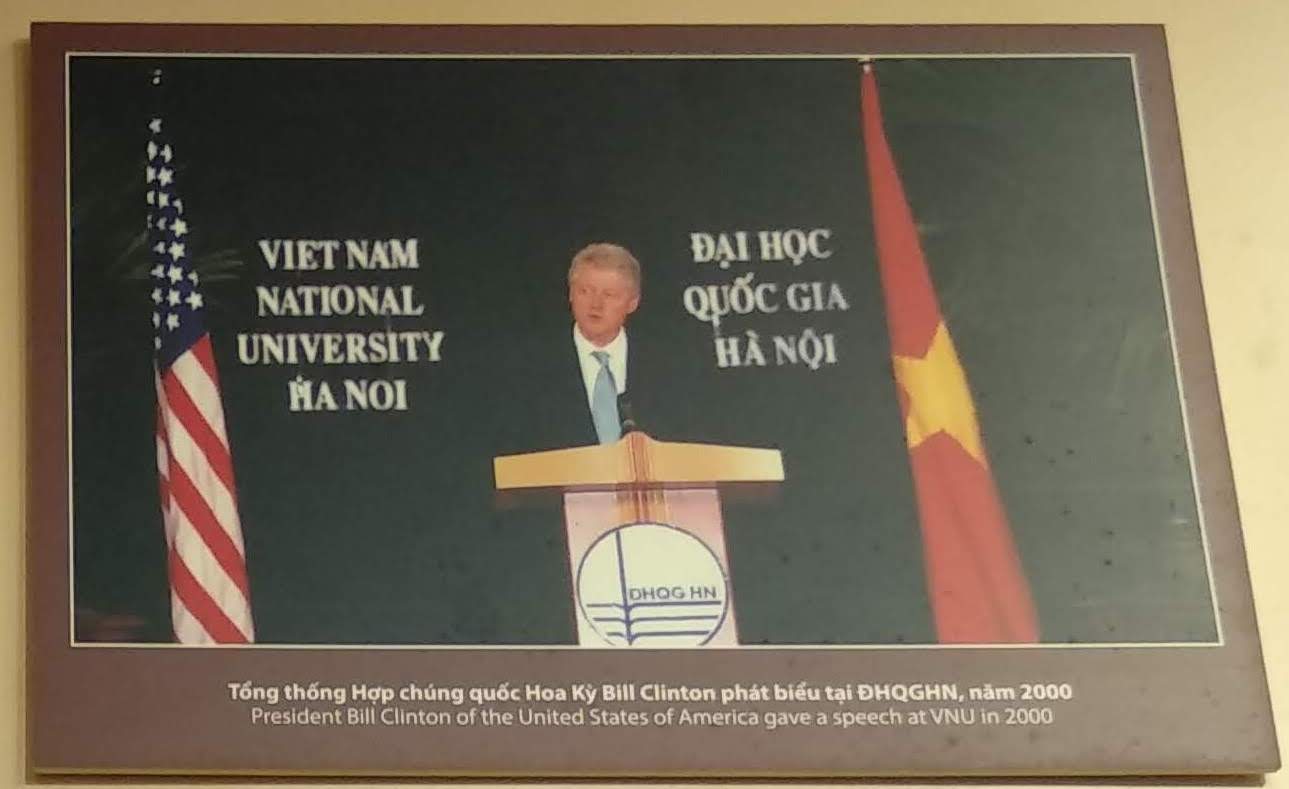 VIET NAM
NATIONAL
UNIVERSITY
HA NOI
ĐẠI HỌC
QUỐC GIA
HÀ NỘI
ĐHQG HN
Tổng thống Hợp chúng quốc Hoa Kỳ Bill Clinton phát biểu tại ĐHQGHN, năm 2000
President Bill Clinton of the United States of America gave a speech at VNU in 2000